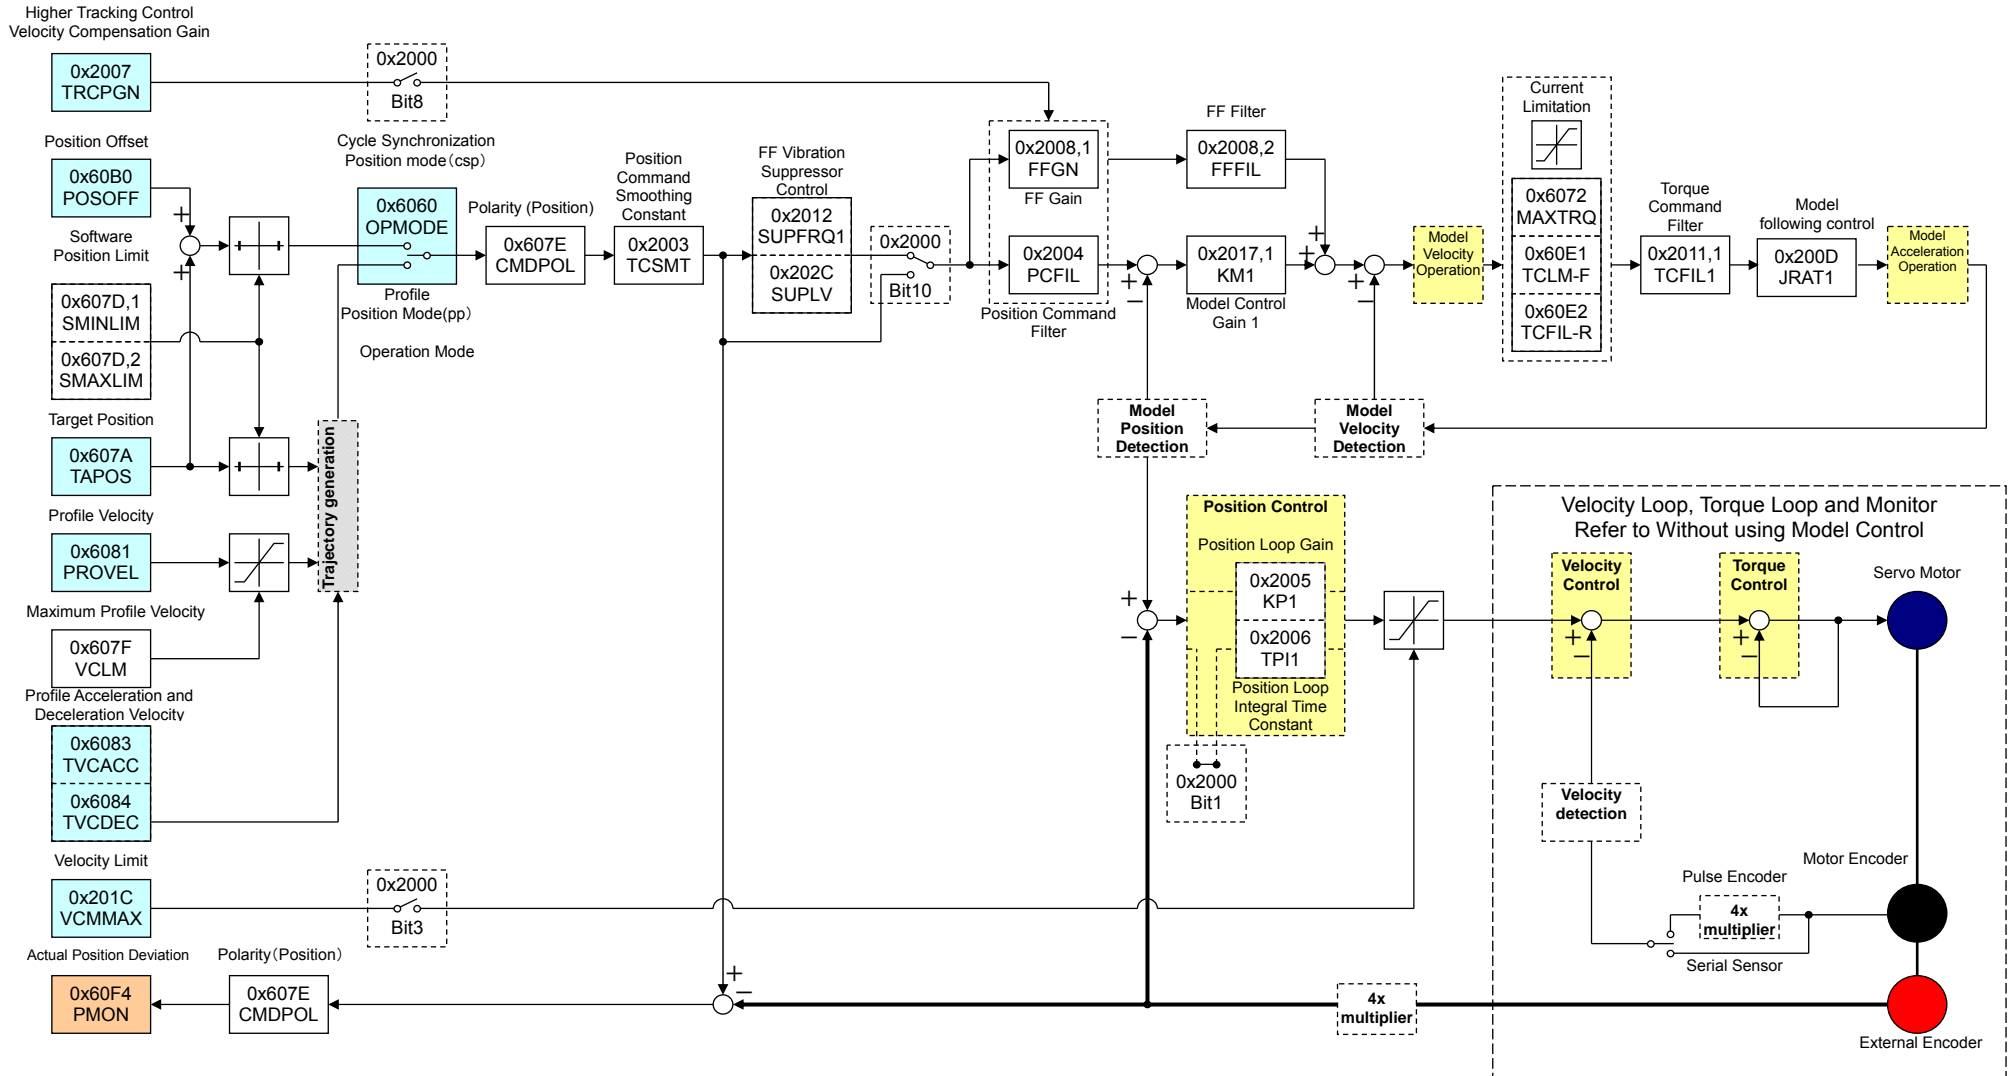 Higher Tracking Control
Velocity Compensation Gain
0x2007
TRCPGN
0x2000
Bit8
Position Offset
0x60B0
POSOFF
+
+
Software
Position Limit
0x607D,1
SMINLIM
0x607D,2
SMAXLIM
Target Position
0x607A
TAPOS
Profile Velocity
0x6081
PROVEL
Maximum Profile Velocity
0x607F
VCLM
Profile Acceleration and
Deceleration Velocity
0x6083
TVCACC
0x6084
TVCDEC
Velocity Limit
0x201C
VCMMAX
0x2000
Bit3
Actual Position Deviation
0x60F4
PMON
Polarity(Position)
0x607E
CMDPOL
Trajectory generation
Cycle Synchronization
Position mode(csp)
0x6060
OPMODE
Profile
Position Mode(pp)
Operation Mode
Polarity (Position)
0x607E
CMDPOL
Position
Command
Smoothing
Constant
0x2003
TCSMT
FF Vibration
Suppressor
Control
0x2012
SUPFRQ1
0x202C
SUPLV
0x2000
Bit10
0x2008,1
FFGN
FF Gain
0x2004
PCFIL
Position Command
Filter
FF Filter
0x2008,2
FFFIL
+
−
0x2017,1
KM1
Model Control
Gain 1
+
+
+
−
Model
Velocity
Operation
Current
Limitation
0x6072
MAXTRQ
0x60E1
TCLM-F
0x60E2
TCFIL-R
Torque
Command
Filter
0x2011,1
TCFIL1
Model
following control
0x200D
JRAT1
Model
Acceleration
Operation
Model
Position
Detection
Model
Velocity
Detection
Position Control
Position Loop Gain
0x2005
KP1
0x2006
TPI1
Position Loop
Integral Time
Constant
0x2000
Bit1
+
−
+
−
4x
multiplier
Velocity Loop, Torque Loop and Monitor
Refer to Without using Model Control
Velocity
Control
+
−
Torque
Control
+
−
Servo Motor
Velocity
detection
Motor Encoder
Pulse Encoder
4x
multiplier
Serial Sensor
External Encoder